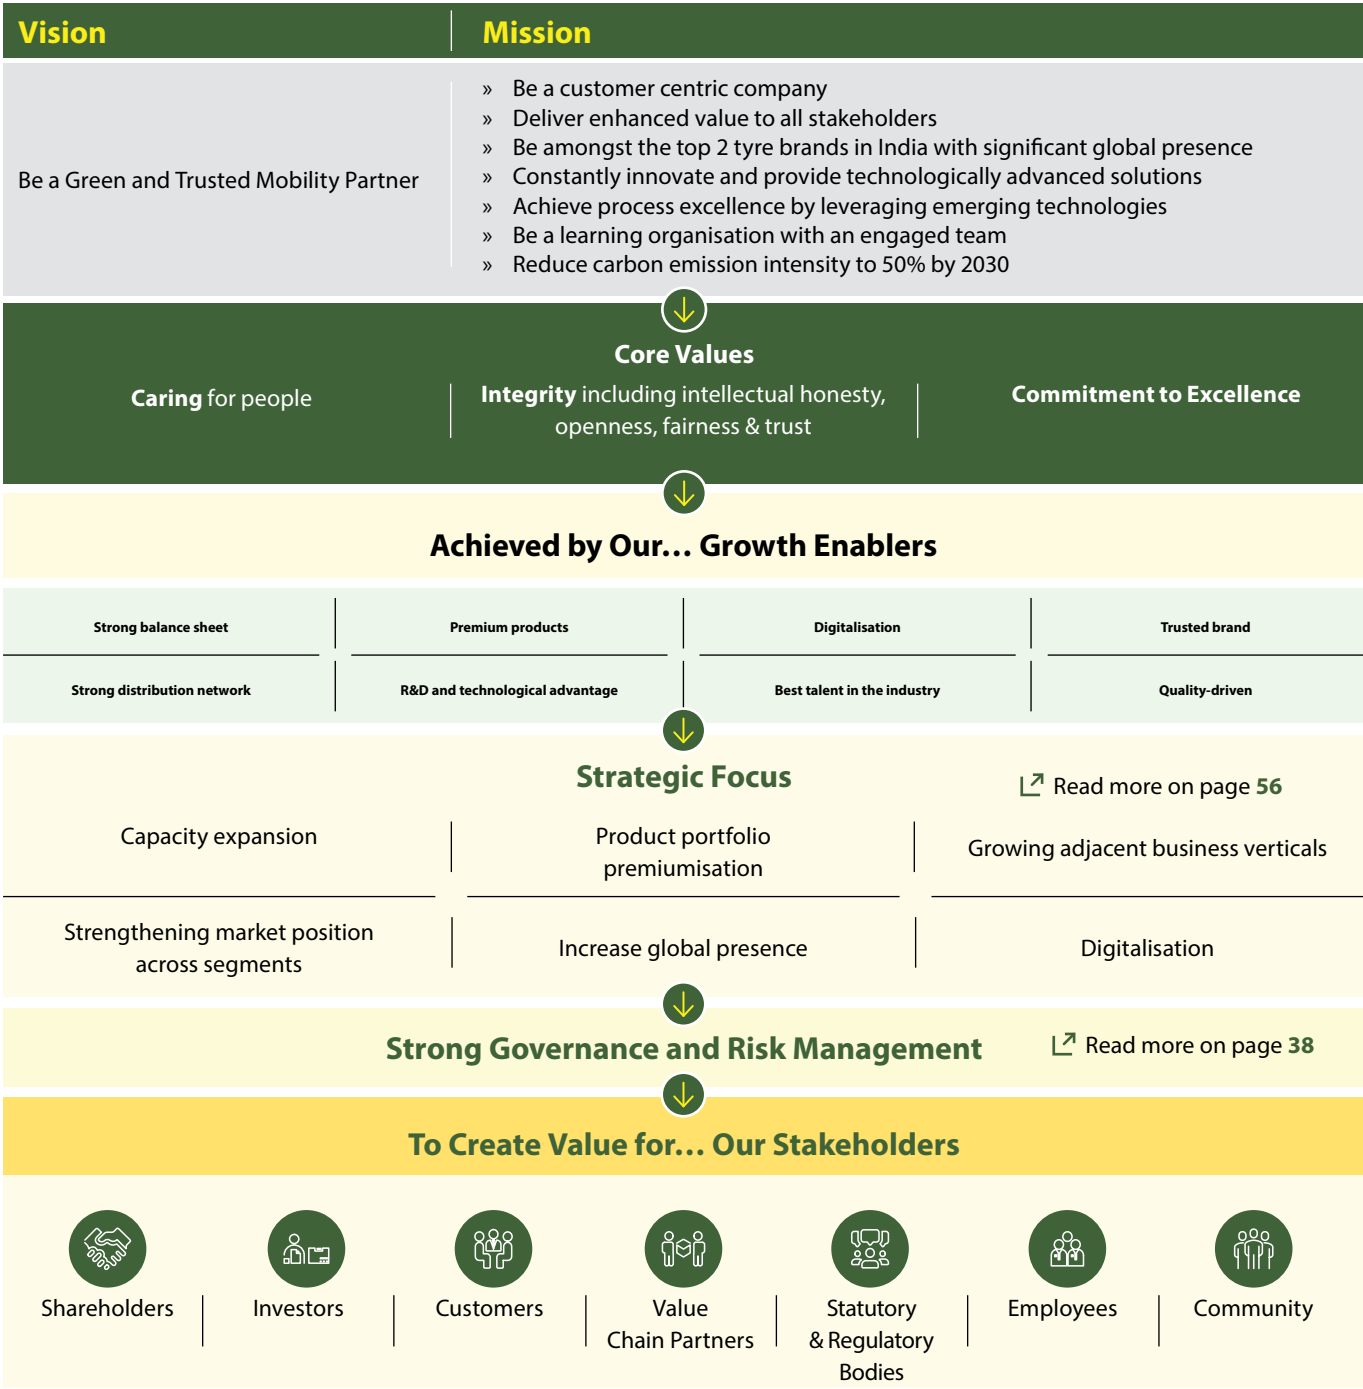 Vision
Mission
Be a Green and Trusted Mobility Partner
» Be a customer centric company
» Deliver enhanced value to all stakeholders
» Be amongst the top 2 tyre brands in India with significant global presence
» Constantly innovate and provide technologically advanced solutions
» Achieve process excellence by leveraging emerging technologies
» Be a learning organisation with an engaged team
» Reduce carbon emission intensity to 50% by 2030
Core Values
Caring for people
Integrity including intellectual honesty,
openness, fairness & trust
Commitment to Excellence
Achieved by Our... Growth Enablers
Strong balance sheet
Premium products
Digitalisation
Trusted brand
Strong distribution network
R&D and technological advantage
Best talent in the industry
Quality-driven
Strategic Focus
Read more on page 56
Capacity expansion
Product portfolio
premiumisation
Growing adjacent business verticals
Strengthening market position
across segments
Increase global presence
Digitalisation
Strong Governance and Risk Management
Read more on page 38
To Create Value for... Our Stakeholders
Shareholders
Investors
Customers
Value
Chain Partners
Statutory
& Regulatory
Bodies
Employees
Community